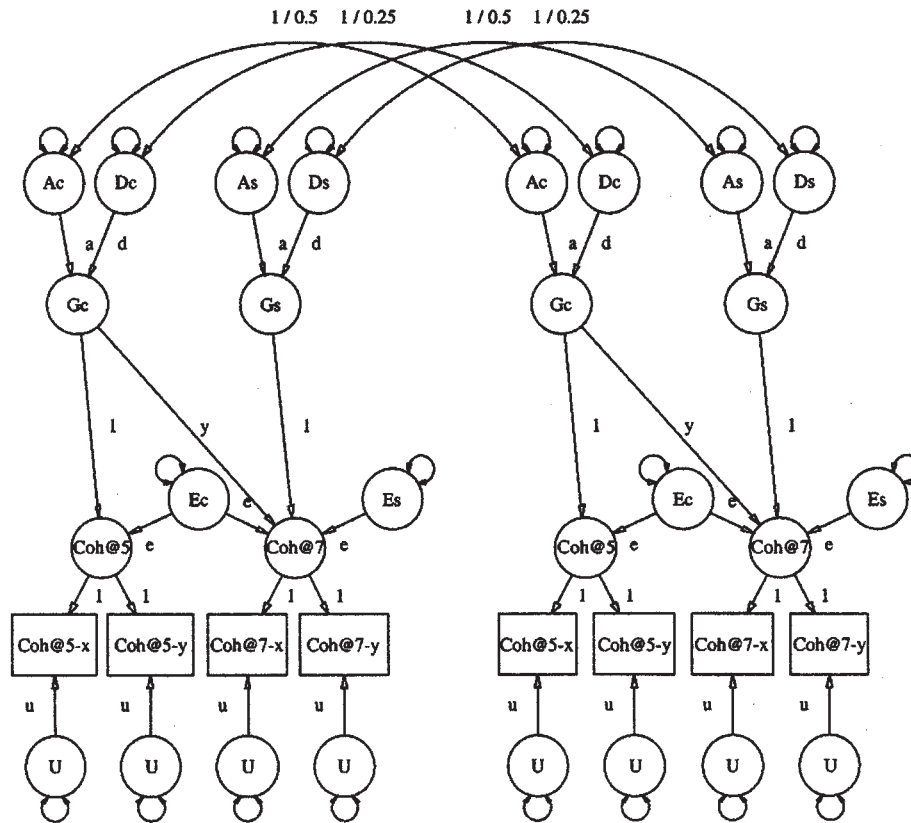 1 / 0.5 1 / 0.25 1 / 0.5 1 / 0.25
Ac Dc As Ds Ac Dc As Ds
a d a d a d a d
Gc Gs Gc Gs
1 y 1 1 y 1
Ec e Es Ec e Es
Coh@5 e Coh@7 e Coh@5 e Coh@7 e
1 1 1 1 1 1 1 1
Coh@5-x Coh@5-y Coh@7-x Coh@7-y Coh@5-x Coh@5-y Coh@7-x Coh@7-y
u u u u u u u u
U U U U U U U U